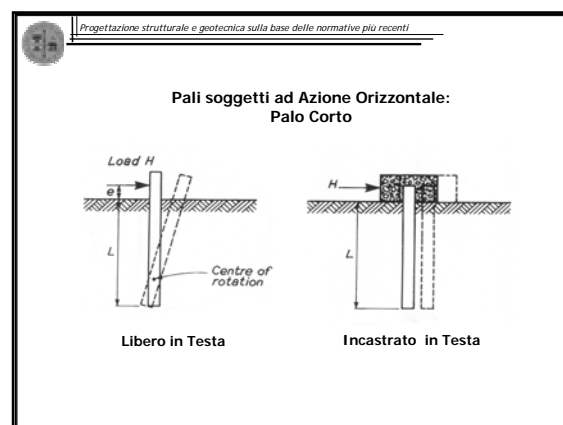 Progettazione strutturale e geotecnica sulla base delle normative più recenti
Pali soggetti ad Azione Orizzontale:
Palo Corto
Load H
e
L
Centre of
rotation
Libero in Testa
H
L
Incastrato in Testa